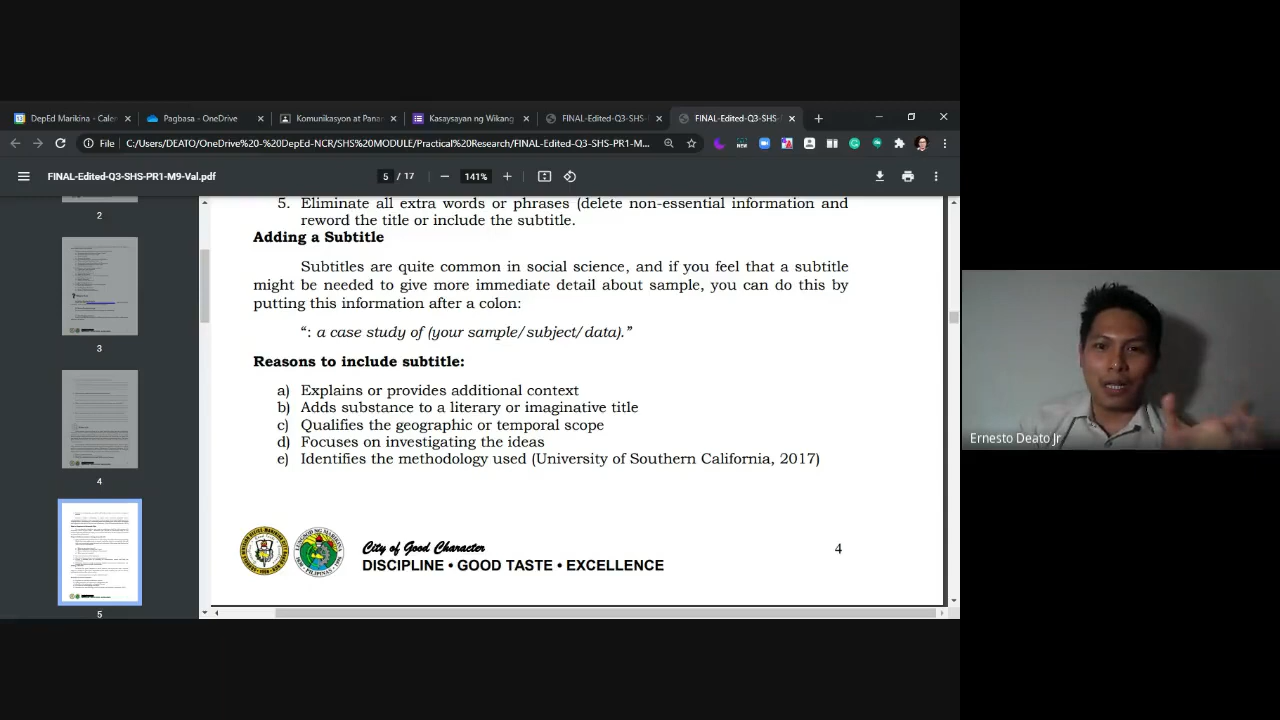 DepEd Marikina - Cale
Pagbasa - OneDrive
Komunikasyon at Panan
Kasaysayan ng Wikang
FINAL-Edited-Q3-SHS-
FINAL-Edited-Q3-SHS-
File
C:/Users/DEATO/OneDrive%20-%20DepEd-NCR/SHS%20MODULE/Practical%20Research/FINAL-Edited-Q3-SHS-PR1-M...
FINAL-Edited-Q3-SHS-PR1-M9-Val.pdf
5 / 17
141%
2
3
4
5
5. Eliminate all extra words or phrases (delete non-essential information and
reword the title or include the subtitle.
Adding a Subtitle
Subtitles are quite common in social science, and if you feel that a subtitle
might be needed to give more immediate detail about sample, you can do this by
putting this information after a colon:
“: a case study of (your sample/subject/data).”
Reasons to include subtitle:
a) Explains or provides additional context
b) Adds substance to a literary or imaginative title
c) Qualifies the geographic or temporal scope
d) Focuses on investigating the ideas
e) Identifies the methodology used (University of Southern California, 2017)
City of Good Character
DISCIPLINE • GOOD TASTE • EXCELLENCE
4
Ernesto Deato Jr